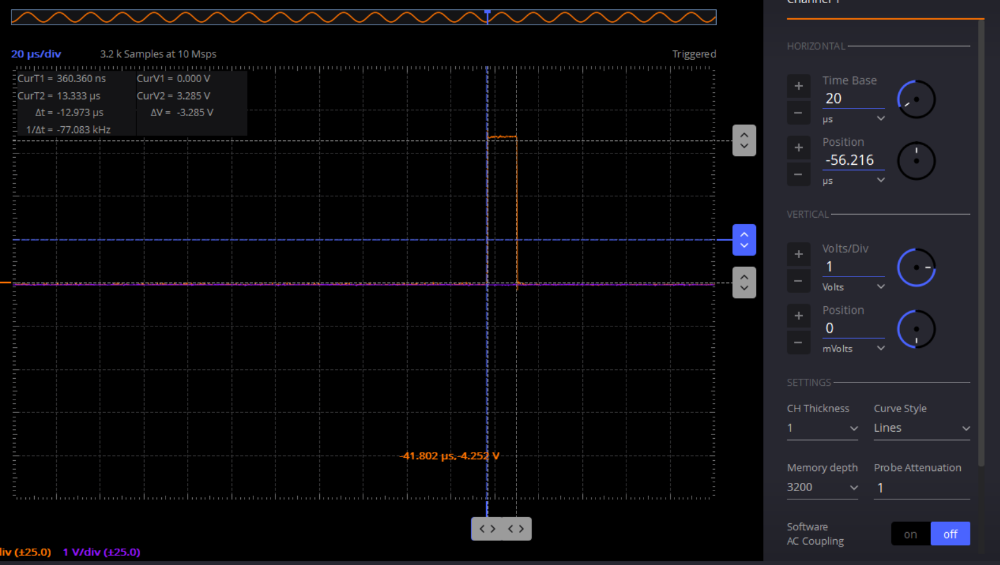 Channel 1
20 µs/div 3.2 k Samples at 10 Msps Triggered
CurT1 = 360.360 ns CurV1 = 0.000 V
CurT2 = 13.333 µs CurV2 = 3.285 V
Δt = -12.973 µs ΔV = -3.285 V
1/Δt = -77.083 kHz
-41.802 µs,-4.252 V
div (±25.0) 1 V/div (±25.0)
HORIZONTAL
+ Time Base
20
− µs
+ Position
-56.216
− µs
VERTICAL
+ Volts/Div
1
− Volts
+ Position
0
− mVolts
SETTINGS
CH Thickness Curve Style
1 Lines
Memory depth Probe Attenuation
3200 1
Software
AC Coupling
on off